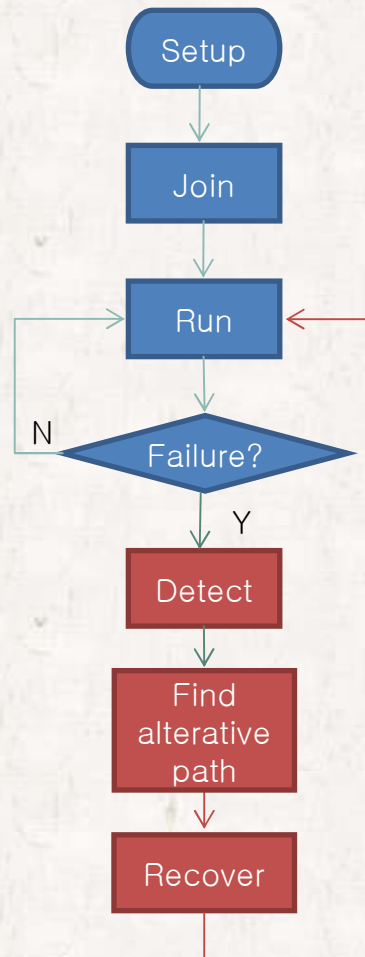 Setup
Join
Run
N
Failure?
Y
Detect
Find
alterative
path
Recover